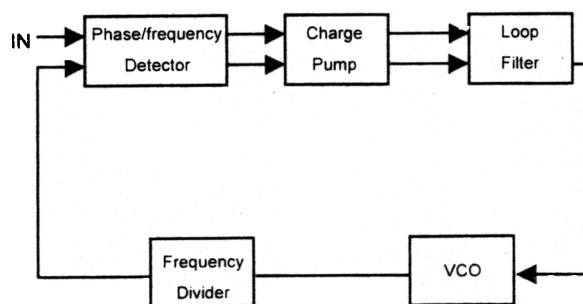 IN
Phase/frequency
Detector
Charge
Pump
Loop
Filter
Frequency
Divider
VCO